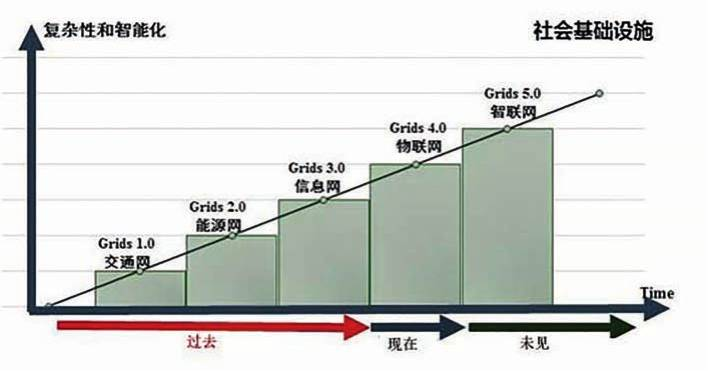 复杂性和智能化
社会基础设施
Grids 5.0
智联网
Grids 4.0
物联网
Grids 3.0
信息网
Grids 2.0
能源网
Grids 1.0
交通网
Time
过去
现在
未见